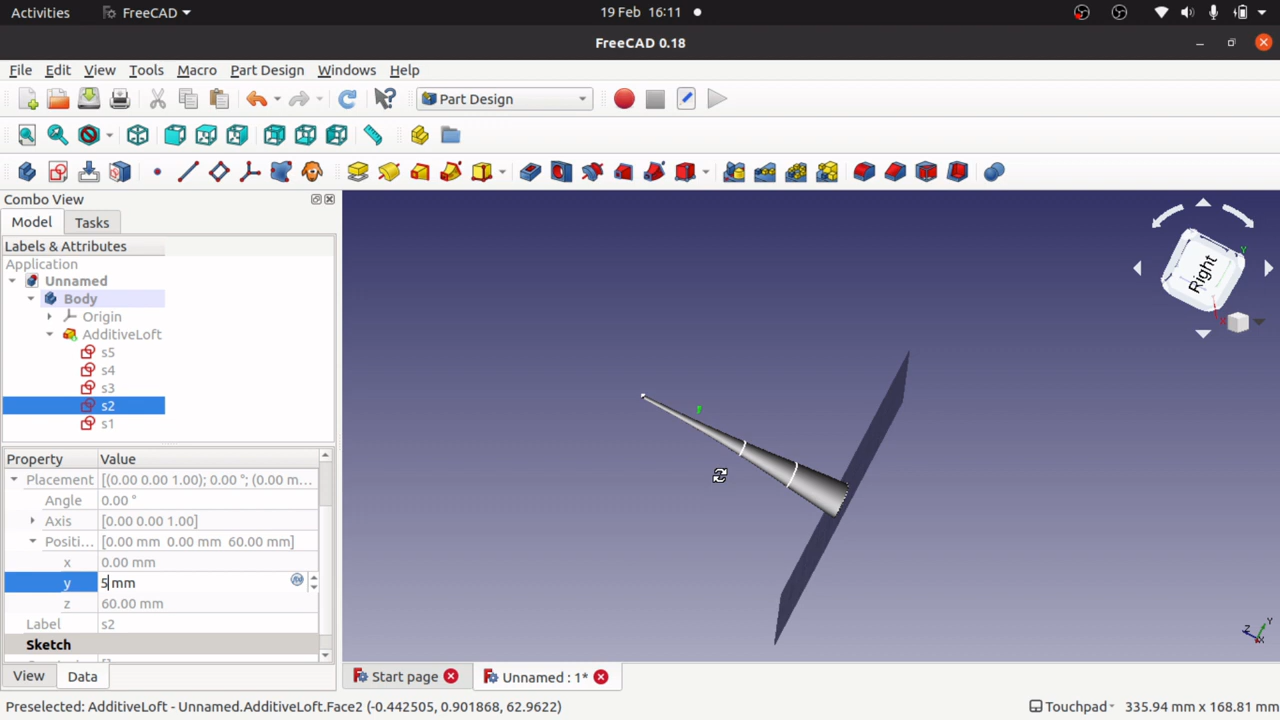 Activities
FreeCAD
19 Feb 16:11
FreeCAD 0.18
File Edit View Tools Macro Part Design Windows Help
Part Design
Combo View
Model Tasks
Labels & Attributes
Application
Unnamed
Body
Origin
AdditiveLoft
s5
s4
s3
s2
s1
Property Value
Placement [(0.00 0.00 1.00); 0.00 °; (0.00 m...
Angle 0.00 °
Axis [0.00 0.00 1.00]
Positi... [0.00 mm 0.00 mm 60.00 mm]
x 0.00 mm
y 5 mm
z 60.00 mm
Label s2
Sketch
View Data
Right
Y
Z
X
Y
Start page
Unnamed : 1*
Preselected: AdditiveLoft - Unnamed.AdditiveLoft.Face2 (-0.442505, 0.901868, 62.9622)
Touchpad
335.94 mm x 168.81 mm